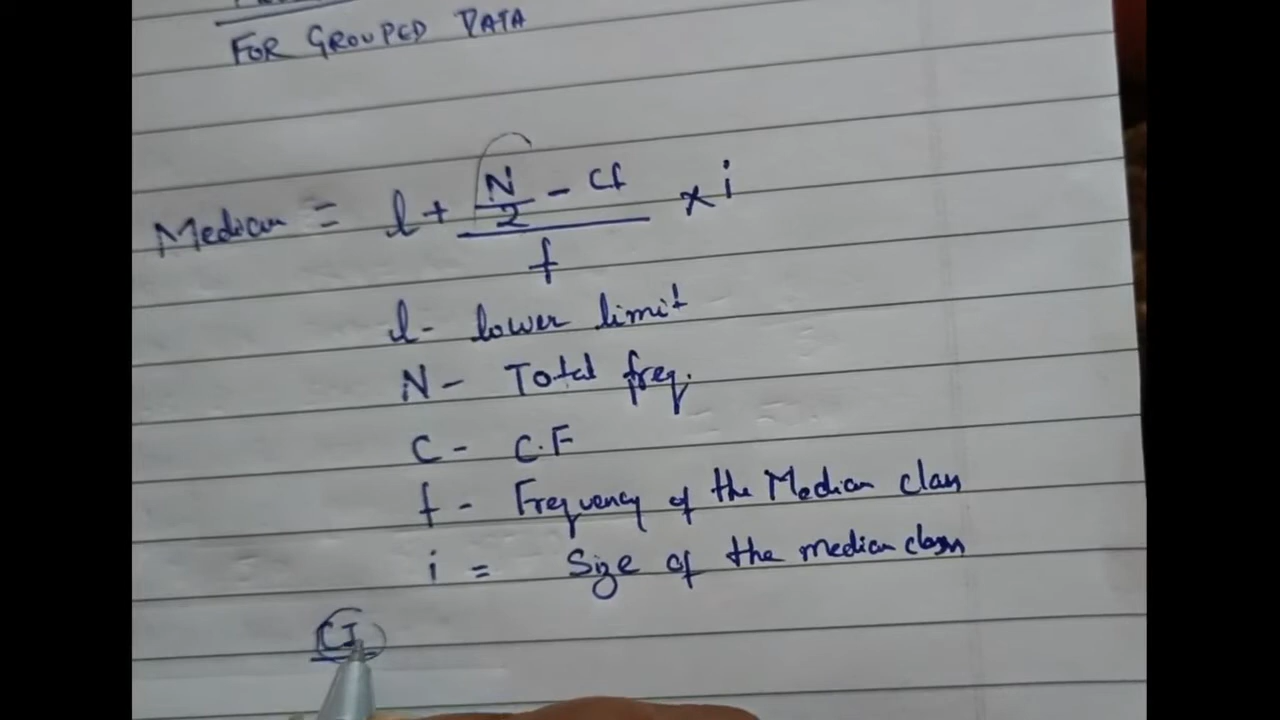 FOR GROUPED DATA
Median = l + (N/2 - Cf)/f × i
l - lower limit
N - Total freq.
C - C.F
f - Frequency of the Median class
i = Size of the median class
CI